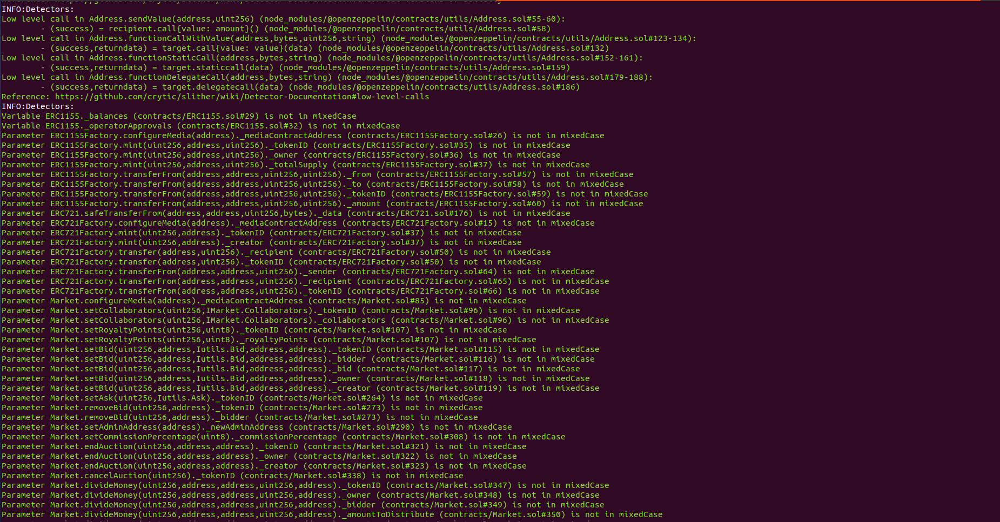 INFO:Detectors:
Low level call in Address.sendValue(address,uint256) (node_modules/@openzeppelin/contracts/utils/Address.sol#55-60):
- (success) = recipient.call{value: amount}() (node_modules/@openzeppelin/contracts/utils/Address.sol#58)
Low level call in Address.functionCallWithValue(address,bytes,uint256,string) (node_modules/@openzeppelin/contracts/utils/Address.sol#123-134):
- (success,returndata) = target.call{value: value}(data) (node_modules/@openzeppelin/contracts/utils/Address.sol#132)
Low level call in Address.functionStaticCall(address,bytes,string) (node_modules/@openzeppelin/contracts/utils/Address.sol#152-161):
- (success,returndata) = target.staticcall(data) (node_modules/@openzeppelin/contracts/utils/Address.sol#159)
Low level call in Address.functionDelegateCall(address,bytes,string) (node_modules/@openzeppelin/contracts/utils/Address.sol#179-188):
- (success,returndata) = target.delegatecall(data) (node_modules/@openzeppelin/contracts/utils/Address.sol#186)
Reference: https://github.com/crytic/slither/wiki/Detector-Documentation#low-level-calls
INFO:Detectors:
Variable ERC1155._balances (contracts/ERC1155.sol#29) is not in mixedCase
Variable ERC1155._operatorApprovals (contracts/ERC1155.sol#32) is not in mixedCase
Parameter ERC1155Factory.configureMedia(address)._mediaContractAddress (contracts/ERC1155Factory.sol#26) is not in mixedCase
Parameter ERC1155Factory.mint(uint256,address,uint256)._tokenID (contracts/ERC1155Factory.sol#35) is not in mixedCase
Parameter ERC1155Factory.mint(uint256,address,uint256)._owner (contracts/ERC1155Factory.sol#36) is not in mixedCase
Parameter ERC1155Factory.mint(uint256,address,uint256)._totalSupply (contracts/ERC1155Factory.sol#37) is not in mixedCase
Parameter ERC1155Factory.transferFrom(address,address,uint256,uint256)._from (contracts/ERC1155Factory.sol#57) is not in mixedCase
Parameter ERC1155Factory.transferFrom(address,address,uint256,uint256)._to (contracts/ERC1155Factory.sol#58) is not in mixedCase
Parameter ERC1155Factory.transferFrom(address,address,uint256,uint256)._tokenID (contracts/ERC1155Factory.sol#59) is not in mixedCase
Parameter ERC1155Factory.transferFrom(address,address,uint256,uint256)._amount (contracts/ERC1155Factory.sol#60) is not in mixedCase
Parameter ERC721.safeTransferFrom(address,address,uint256,bytes)._data (contracts/ERC721.sol#176) is not in mixedCase
Parameter ERC721Factory.configureMedia(address)._mediaContractAddress (contracts/ERC721Factory.sol#15) is not in mixedCase
Parameter ERC721Factory.mint(uint256,address)._tokenID (contracts/ERC721Factory.sol#37) is not in mixedCase
Parameter ERC721Factory.mint(uint256,address)._creator (contracts/ERC721Factory.sol#37) is not in mixedCase
Parameter ERC721Factory.transfer(address,uint256)._recipient (contracts/ERC721Factory.sol#50) is not in mixedCase
Parameter ERC721Factory.transfer(address,uint256)._tokenID (contracts/ERC721Factory.sol#50) is not in mixedCase
Parameter ERC721Factory.transferFrom(address,address,uint256)._sender (contracts/ERC721Factory.sol#64) is not in mixedCase
Parameter ERC721Factory.transferFrom(address,address,uint256)._recipient (contracts/ERC721Factory.sol#65) is not in mixedCase
Parameter ERC721Factory.transferFrom(address,address,uint256)._tokenID (contracts/ERC721Factory.sol#66) is not in mixedCase
Parameter Market.configureMedia(address)._mediaContractAddress (contracts/Market.sol#85) is not in mixedCase
Parameter Market.setCollaborators(uint256,IMarket.Collaborators)._tokenID (contracts/Market.sol#96) is not in mixedCase
Parameter Market.setCollaborators(uint256,IMarket.Collaborators)._collaborators (contracts/Market.sol#96) is not in mixedCase
Parameter Market.setRoyaltyPoints(uint256,uint8)._tokenID (contracts/Market.sol#107) is not in mixedCase
Parameter Market.setRoyaltyPoints(uint256,uint8)._royaltyPoints (contracts/Market.sol#107) is not in mixedCase
Parameter Market.setBid(uint256,address,Iutils.Bid,address,address)._tokenID (contracts/Market.sol#115) is not in mixedCase
Parameter Market.setBid(uint256,address,Iutils.Bid,address,address)._bidder (contracts/Market.sol#116) is not in mixedCase
Parameter Market.setBid(uint256,address,Iutils.Bid,address,address)._bid (contracts/Market.sol#117) is not in mixedCase
Parameter Market.setBid(uint256,address,Iutils.Bid,address,address)._owner (contracts/Market.sol#118) is not in mixedCase
Parameter Market.setBid(uint256,address,Iutils.Bid,address,address)._creator (contracts/Market.sol#119) is not in mixedCase
Parameter Market.setAsk(uint256,Iutils.Ask)._tokenID (contracts/Market.sol#264) is not in mixedCase
Parameter Market.removeBid(uint256,address)._tokenID (contracts/Market.sol#273) is not in mixedCase
Parameter Market.removeBid(uint256,address)._bidder (contracts/Market.sol#273) is not in mixedCase
Parameter Market.setAdminAddress(address)._newAdminAddress (contracts/Market.sol#290) is not in mixedCase
Parameter Market.setCommissionPercentage(uint8)._commissionPercentage (contracts/Market.sol#308) is not in mixedCase
Parameter Market.endAuction(uint256,address,address)._tokenID (contracts/Market.sol#321) is not in mixedCase
Parameter Market.endAuction(uint256,address,address)._owner (contracts/Market.sol#322) is not in mixedCase
Parameter Market.endAuction(uint256,address,address)._creator (contracts/Market.sol#323) is not in mixedCase
Parameter Market.cancelAuction(uint256)._tokenID (contracts/Market.sol#338) is not in mixedCase
Parameter Market.divideMoney(uint256,address,address,uint256,address)._tokenID (contracts/Market.sol#347) is not in mixedCase
Parameter Market.divideMoney(uint256,address,address,uint256,address)._owner (contracts/Market.sol#348) is not in mixedCase
Parameter Market.divideMoney(uint256,address,address,uint256,address)._bidder (contracts/Market.sol#349) is not in mixedCase
Parameter Market.divideMoney(uint256,address,address,uint256,address)._amountToDistribute (contracts/Market.sol#350) is not in mixedCase